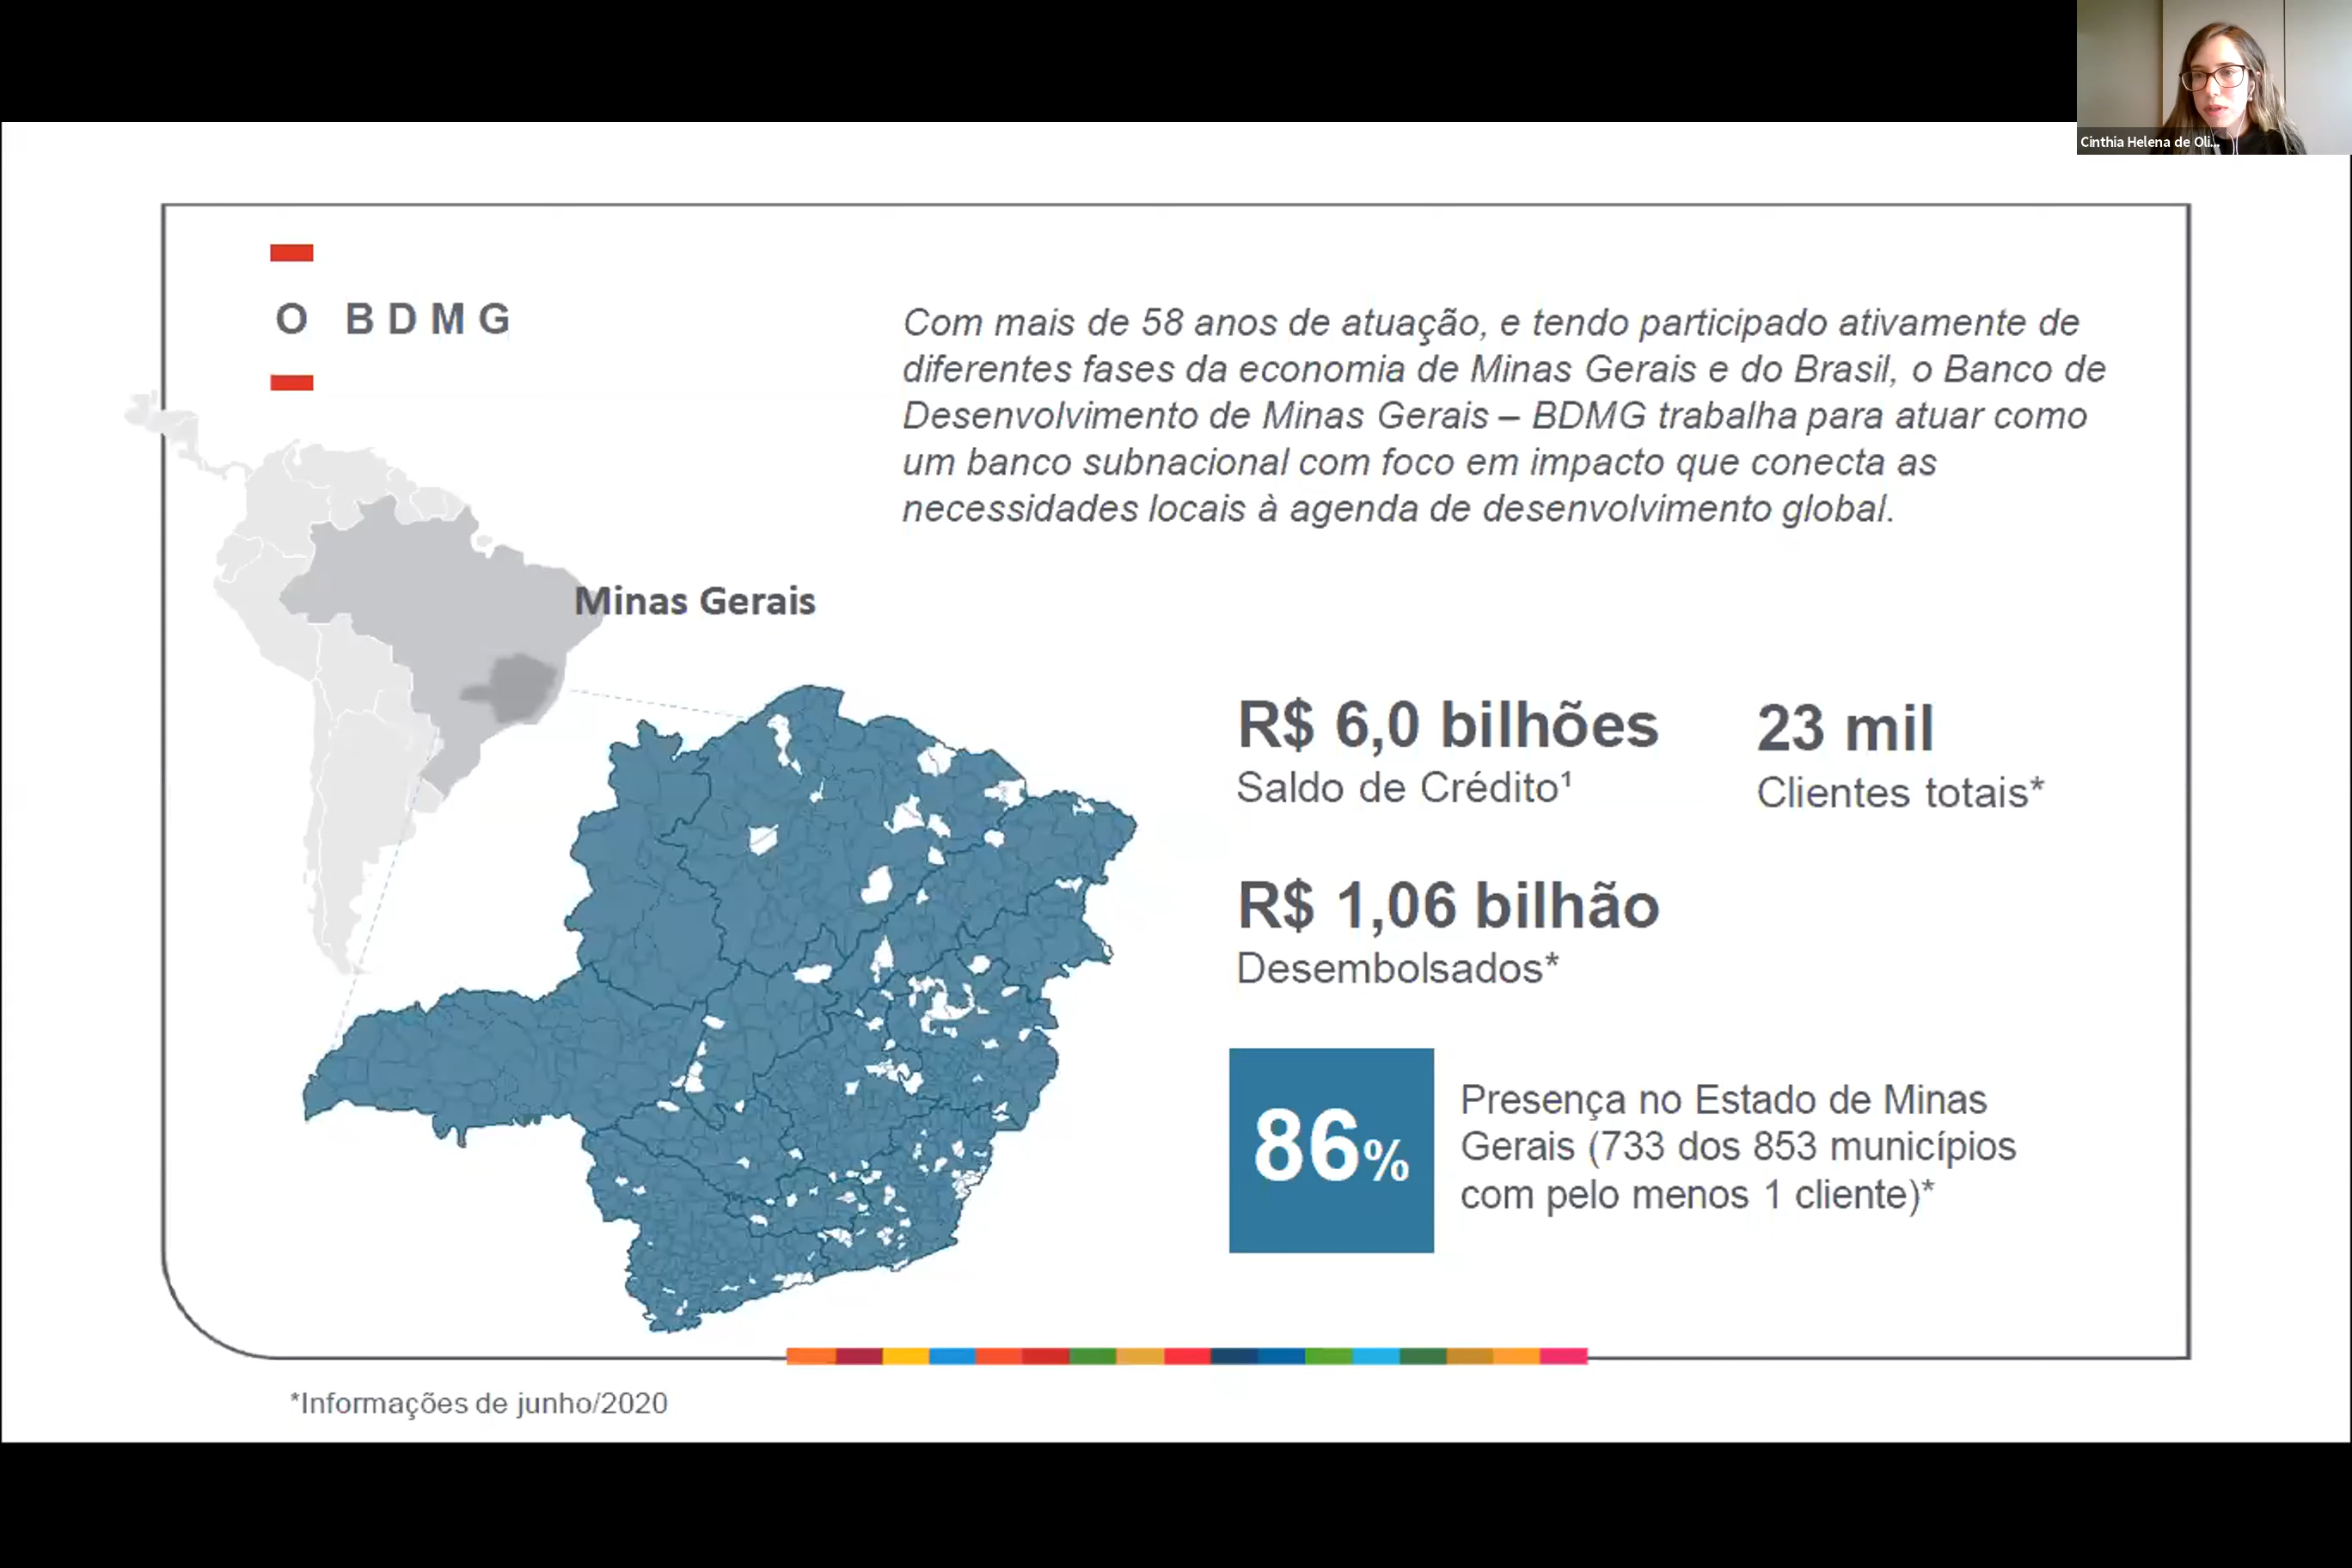 Cinthia Helena de Oli...
O BDMG
Com mais de 58 anos de atuação, e tendo participado ativamente de
diferentes fases da economia de Minas Gerais e do Brasil, o Banco de
Desenvolvimento de Minas Gerais – BDMG trabalha para atuar como
um banco subnacional com foco em impacto que conecta as
necessidades locais à agenda de desenvolvimento global.
Minas Gerais
R$ 6,0 bilhões
Saldo de Crédito¹
23 mil
Clientes totais*
R$ 1,06 bilhão
Desembolsados*
86%
Presença no Estado de Minas
Gerais (733 dos 853 municípios
com pelo menos 1 cliente)*
*Informações de junho/2020